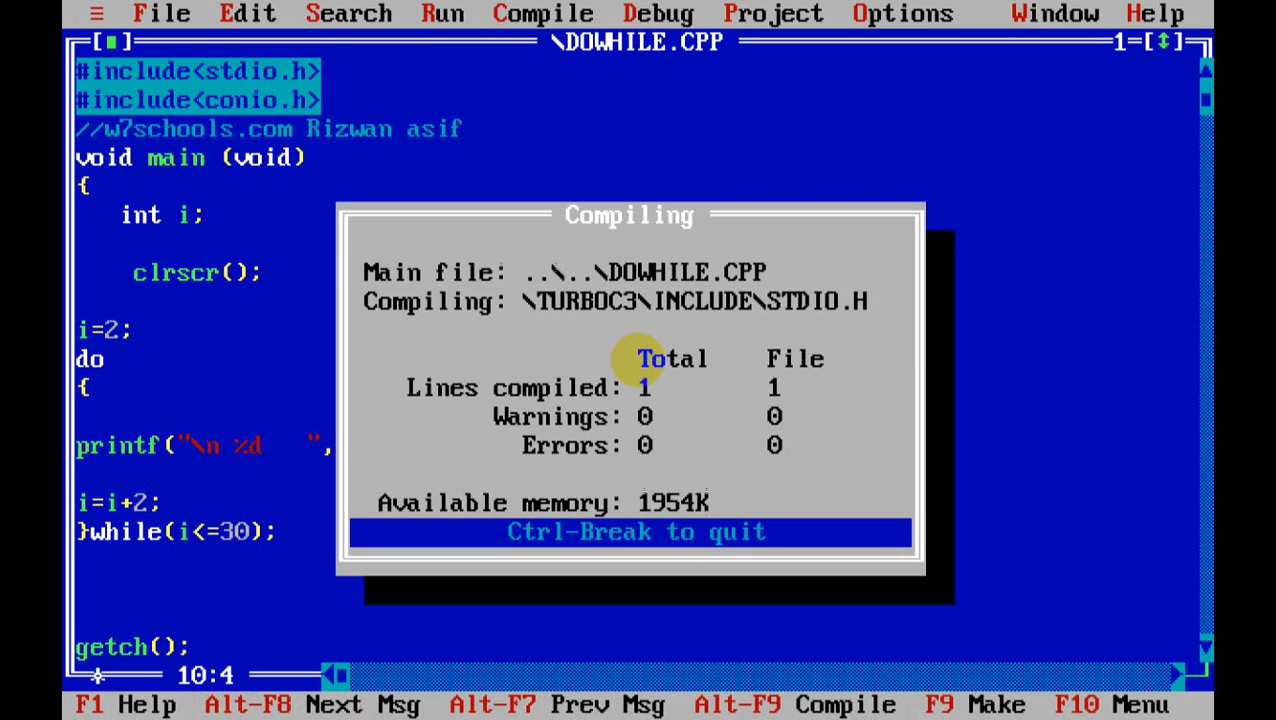 ≡ File Edit Search Run Compile Debug Project Options Window Help
[■] \DOWHILE.CPP 1=[↕]
#include<stdio.h>
#include<conio.h>
//w7schools.com Rizwan asif
void main (void)
{
int i;
clrscr();
i=2;
do
{
printf("\n %d   ",
i=i+2;
}while(i<=30);
getch();
10:4
Compiling
Main file: ..\..\DOWHILE.CPP
Compiling: \TURBOC3\INCLUDE\STDIO.H
Total File
Lines compiled: 1 1
Warnings: 0 0
Errors: 0 0
Available memory: 1954K
Ctrl-Break to quit
F1 Help Alt-F8 Next Msg Alt-F7 Prev Msg Alt-F9 Compile F9 Make F10 Menu